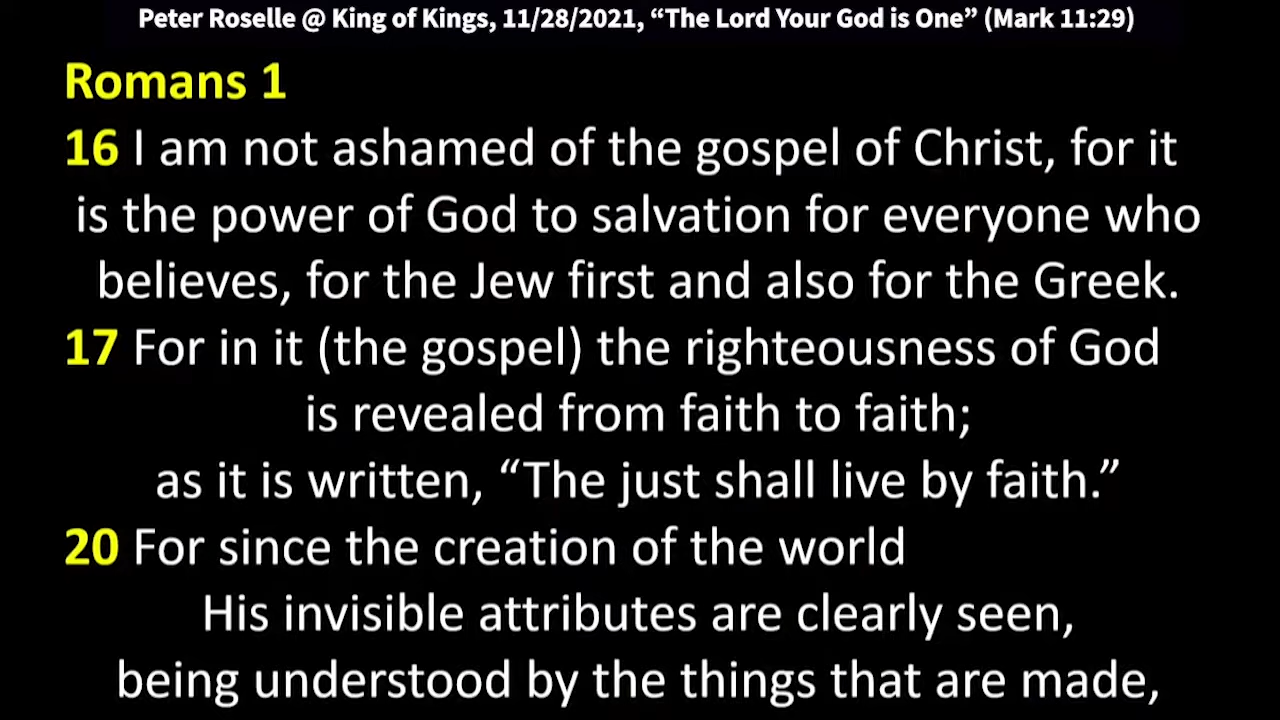 Peter Roselle @ King of Kings, 11/28/2021, “The Lord Your God is One” (Mark 11:29)
Romans 1
16 I am not ashamed of the gospel of Christ, for it
is the power of God to salvation for everyone who
believes, for the Jew first and also for the Greek.
17 For in it (the gospel) the righteousness of God
is revealed from faith to faith;
as it is written, “The just shall live by faith.”
20 For since the creation of the world
His invisible attributes are clearly seen,
being understood by the things that are made,